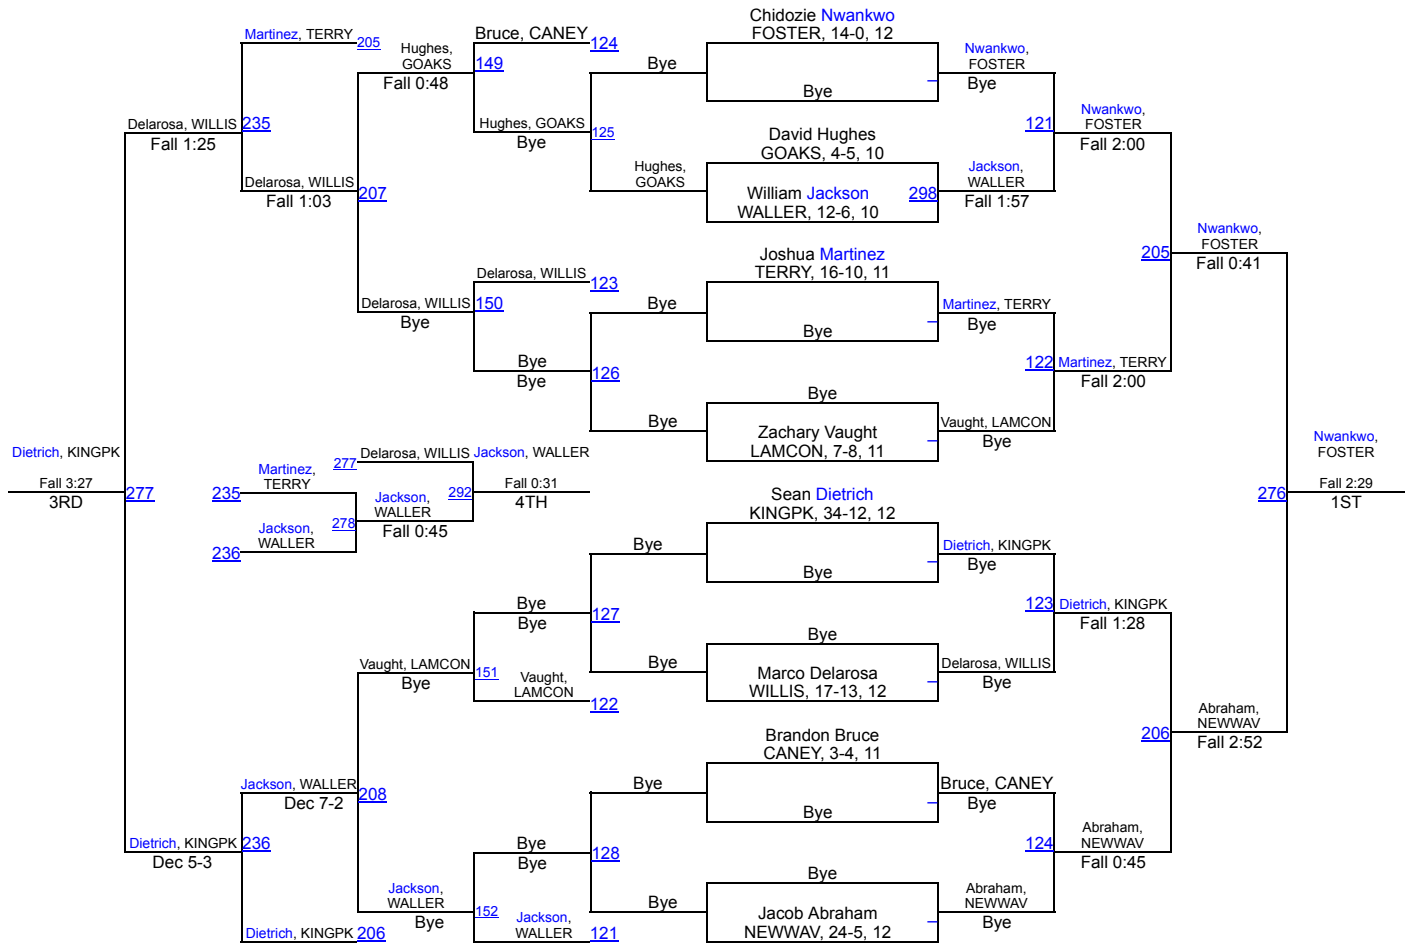 Chidozie Nwankwo
FOSTER, 14-0, 12
Bye
Bye
–
Nwankwo,
FOSTER
Bye
David Hughes
GOAKS, 4-5, 10
Hughes,
GOAKS
William Jackson
WALLER, 12-6, 10
298
Jackson,
WALLER
Fall 1:57
121
Nwankwo,
FOSTER
Fall 2:00
Joshua Martinez
TERRY, 16-10, 11
Bye
Bye
–
Martinez, TERRY
Bye
Bye
Bye
Zachary Vaught
LAMCON, 7-8, 11
–
Vaught, LAMCON
Bye
122
Martinez, TERRY
Fall 2:00
205
Nwankwo,
FOSTER
Fall 0:41
Sean Dietrich
KINGPK, 34-12, 12
Bye
Bye
–
Dietrich, KINGPK
Bye
Bye
Bye
Marco Delarosa
WILLIS, 17-13, 12
–
Delarosa, WILLIS
Bye
123
Dietrich, KINGPK
Fall 1:28
Brandon Bruce
CANEY, 3-4, 11
Bye
Bye
–
Bruce, CANEY
Bye
Bye
Bye
Jacob Abraham
NEWWAV, 24-5, 12
–
Abraham,
NEWWAV
Bye
124
Abraham,
NEWWAV
Fall 0:45
206
Abraham,
NEWWAV
Fall 2:52
276
Nwankwo,
FOSTER
Fall 2:29
1ST
Bruce, CANEY
124
149
Hughes, GOAKS
Bye
125
Hughes,
GOAKS
Fall 0:48
Martinez, TERRY
205
235
Delarosa, WILLIS
Fall 1:25
Delarosa, WILLIS
Fall 1:03
207
Delarosa, WILLIS
123
150
Delarosa, WILLIS
Bye
Bye
Bye
126
Dietrich, KINGPK
Fall 3:27
3RD
277
277
Delarosa, WILLIS
Jackson, WALLER
Martinez,
TERRY
235
Jackson,
WALLER
236
278
Jackson,
WALLER
Fall 0:45
292
Fall 0:31
4TH
Bye
Bye
127
Vaught, LAMCON
Bye
151
Vaught,
LAMCON
122
Jackson, WALLER
Dec 7-2
208
Dietrich, KINGPK
Dec 5-3
236
Bye
Bye
128
Jackson,
WALLER
Bye
152
Jackson,
WALLER
121
Dietrich, KINGPK
206